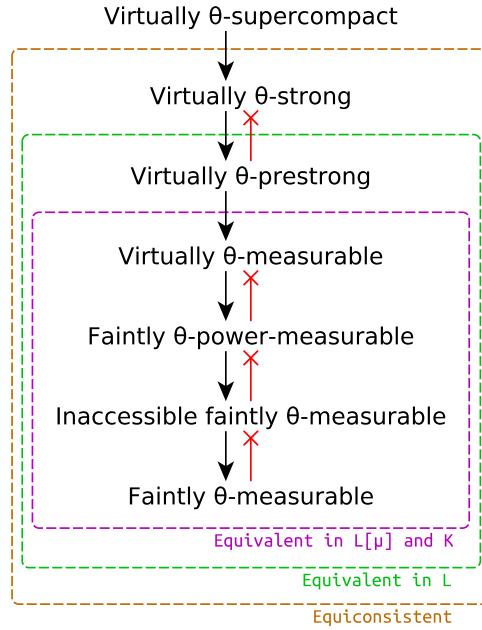 Virtually θ-supercompact
Virtually θ-strong
Virtually θ-prestrong
Virtually θ-measurable
Faintly θ-power-measurable
Inaccessible faintly θ-measurable
Faintly θ-measurable
Equivalent in L[μ] and K
Equivalent in L
Equiconsistent